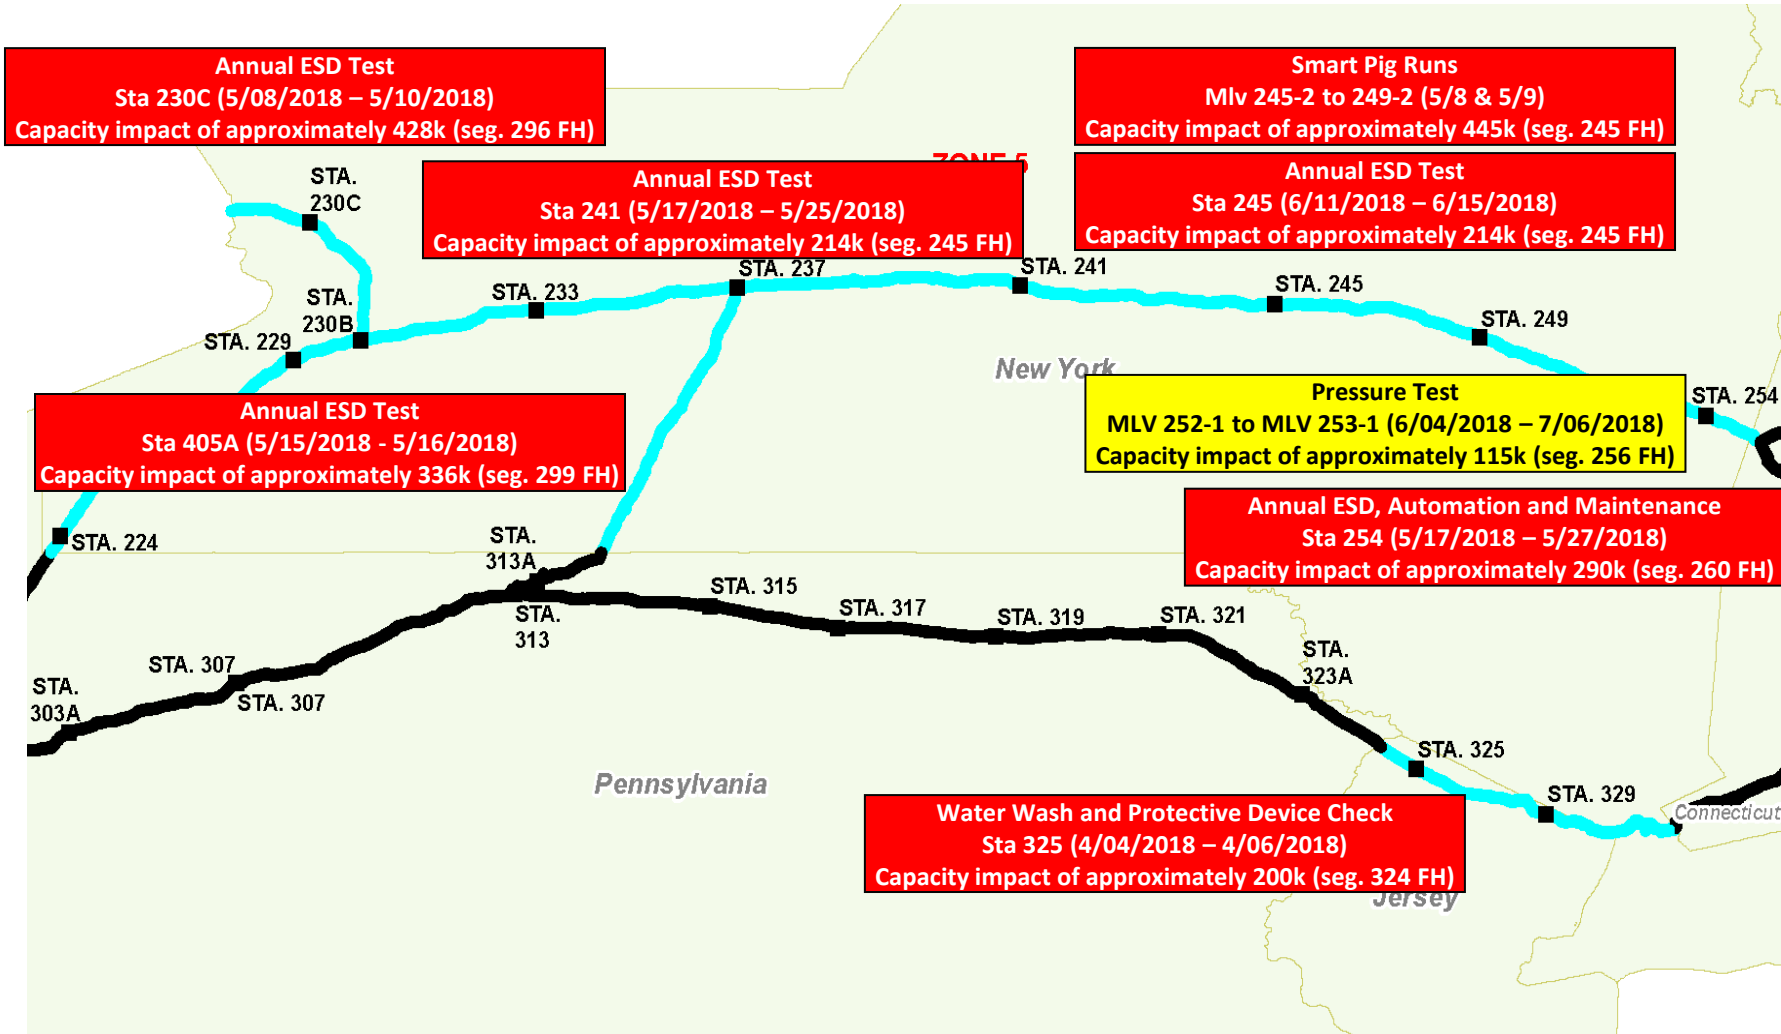 Annual ESD Test
Sta 230C (5/08/2018 – 5/10/2018)
Capacity impact of approximately 428k (seg. 296 FH)
Smart Pig Runs
Mlv 245-2 to 249-2 (5/8 & 5/9)
Capacity impact of approximately 445k (seg. 245 FH)
ZONE 5
Annual ESD Test
Sta 241 (5/17/2018 – 5/25/2018)
Capacity impact of approximately 214k (seg. 245 FH)
Annual ESD Test
Sta 245 (6/11/2018 – 6/15/2018)
Capacity impact of approximately 214k (seg. 245 FH)
STA.
230C
STA. 237
STA. 241
STA. 245
STA. 233
STA.
230B
STA. 229
STA. 249
New York
Pressure Test
MLV 252-1 to MLV 253-1 (6/04/2018 – 7/06/2018)
Capacity impact of approximately 115k (seg. 256 FH)
STA. 254
Annual ESD Test
Sta 405A (5/15/2018 - 5/16/2018)
Capacity impact of approximately 336k (seg. 299 FH)
Annual ESD, Automation and Maintenance
Sta 254 (5/17/2018 – 5/27/2018)
Capacity impact of approximately 290k (seg. 260 FH)
STA. 224
STA.
313A
STA.
313
STA. 315
STA. 317
STA. 319
STA. 321
STA.
323A
STA. 307
STA. 307
STA.
303A
STA. 325
STA. 329
Pennsylvania
Connecticut
Water Wash and Protective Device Check
Sta 325 (4/04/2018 – 4/06/2018)
Capacity impact of approximately 200k (seg. 324 FH)
Jersey